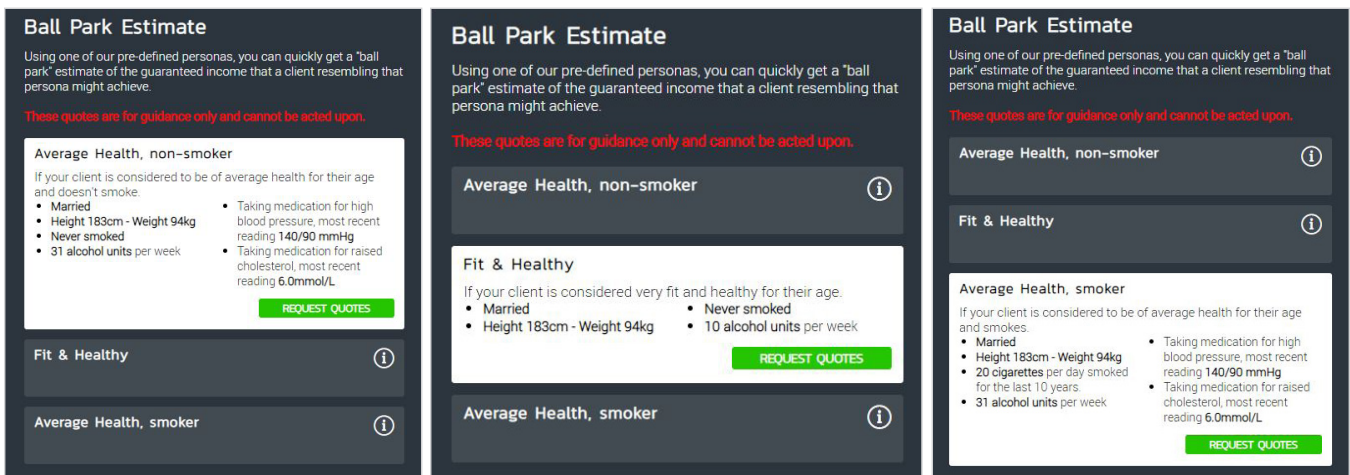 Ball Park Estimate
Using one of our pre-defined personas, you can quickly get a "ball
park" estimate of the guaranteed income that a client resembling that
persona might achieve.
These quotes are for guidance only and cannot be acted upon.
Average Health, non-smoker
If your client is considered to be of average health for their age
and doesn't smoke.
• Married
• Height 183cm - Weight 94kg
• Never smoked
• 31 alcohol units per week
• Taking medication for high
blood pressure, most recent
reading 140/90 mmHg
• Taking medication for raised
cholesterol, most recent
reading 6.0mmol/L
REQUEST QUOTES
Fit & Healthy
Average Health, smoker
Ball Park Estimate
Using one of our pre-defined personas, you can quickly get a "ball
park" estimate of the guaranteed income that a client resembling that
persona might achieve.
These quotes are for guidance only and cannot be acted upon.
Average Health, non-smoker
Fit & Healthy
If your client is considered very fit and healthy for their age.
• Married
• Height 183cm - Weight 94kg
• Never smoked
• 10 alcohol units per week
REQUEST QUOTES
Average Health, smoker
Ball Park Estimate
Using one of our pre-defined personas, you can quickly get a "ball
park" estimate of the guaranteed income that a client resembling that
persona might achieve.
These quotes are for guidance only and cannot be acted upon.
Average Health, non-smoker
Fit & Healthy
Average Health, smoker
If your client is considered to be of average health for their age
and smokes.
• Married
• Height 183cm - Weight 94kg
• 20 cigarettes per day smoked
for the last 10 years.
• 31 alcohol units per week
• Taking medication for high
blood pressure, most recent
reading 140/90 mmHg
• Taking medication for raised
cholesterol, most recent
reading 6.0mmol/L
REQUEST QUOTES